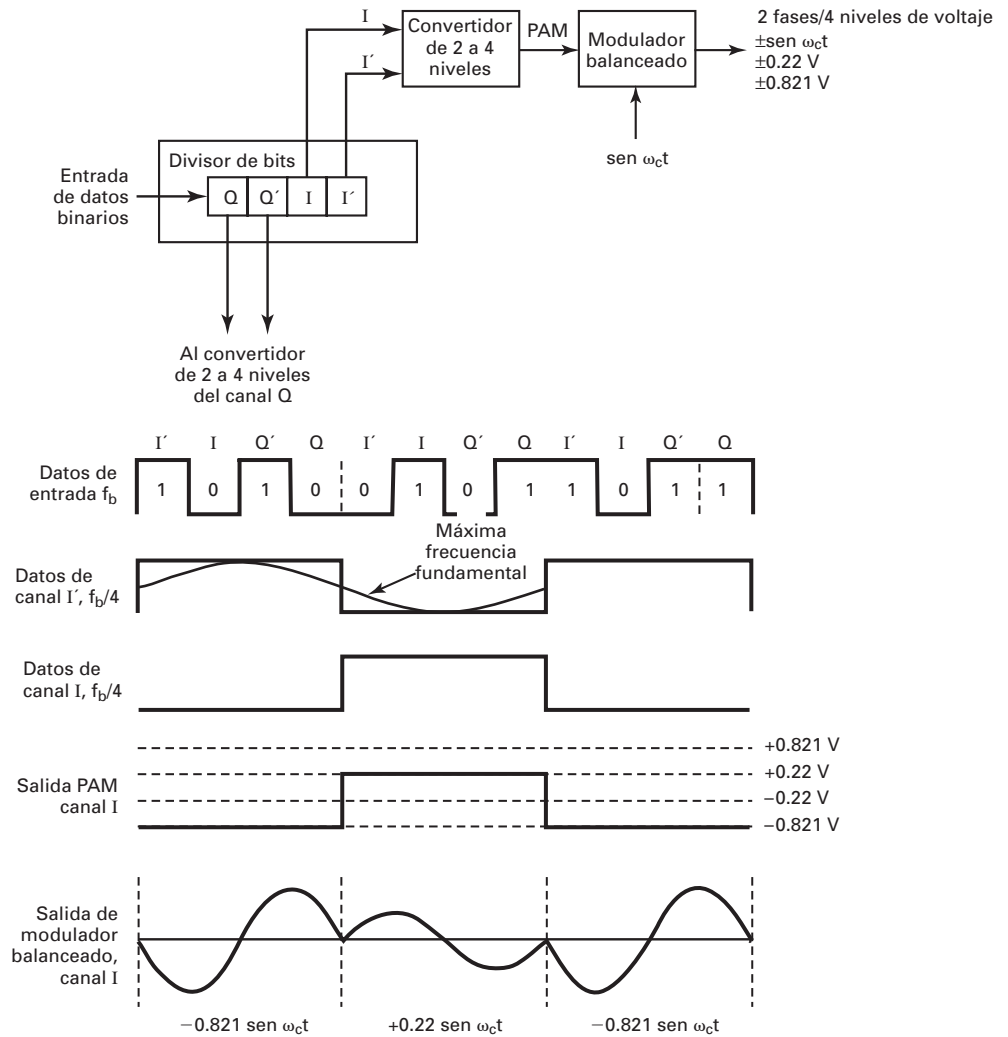 I
Convertidor
de 2 a 4
niveles
I´
PAM
Modulador
balanceado
2 fases/4 niveles de voltaje
±sen ωct
±0.22 V
±0.821 V
sen ωct
Divisor de bits
Entrada
de datos
binarios
Q Q´ I I´
Al convertidor
de 2 a 4 niveles
del canal Q
I´ I Q´ Q I´ I Q´ Q I´ I Q´ Q
Datos de
entrada fb
1 0 1 0 0 1 0 1 1 0 1 1
Máxima
frecuencia
fundamental
Datos de
canal I´, fb/4
Datos de
canal I, fb/4
+0.821 V
+0.22 V
−0.22 V
−0.821 V
Salida PAM
canal I
Salida de
modulador
balanceado,
canal I
−0.821 sen ωct +0.22 sen ωct −0.821 sen ωct